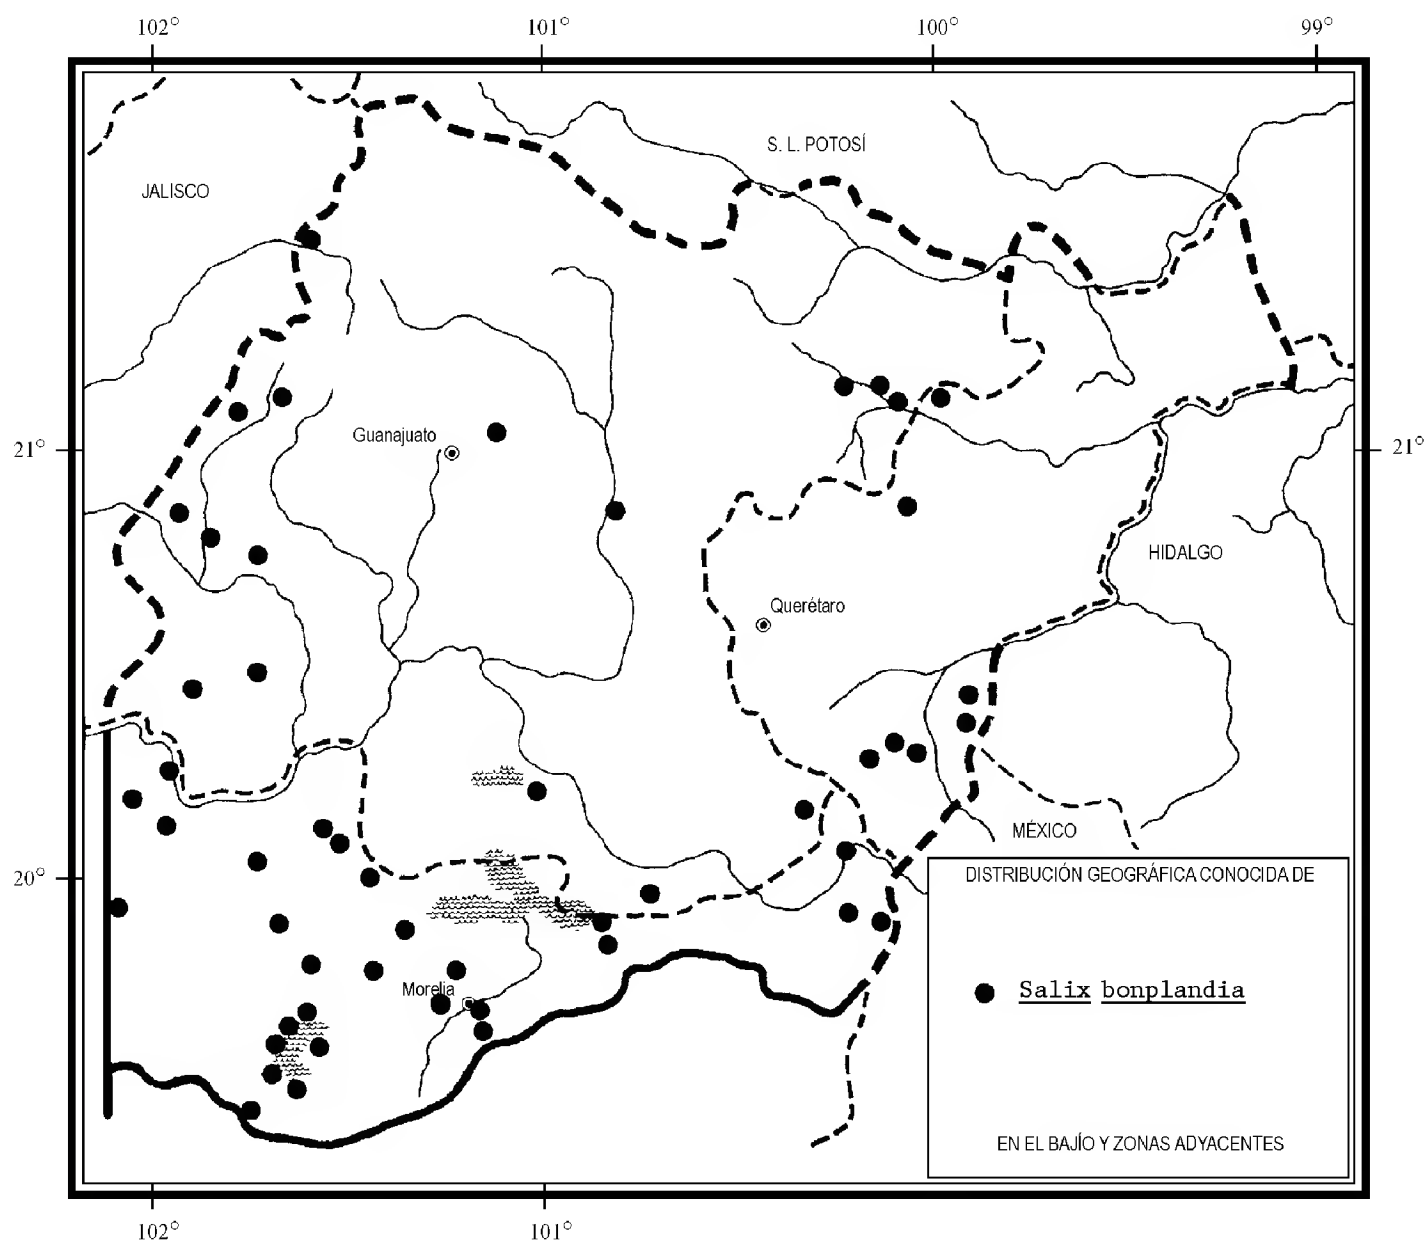 102° 101° 100° 99°
S. L. POTOSÍ
JALISCO
Guanajuato
21° 21°
HIDALGO
Querétaro
MÉXICO
20°
DISTRIBUCIÓN GEOGRÁFICA CONOCIDA DE
Morelia
Salix bonplandia
EN EL BAJÍO Y ZONAS ADYACENTES
102° 101°